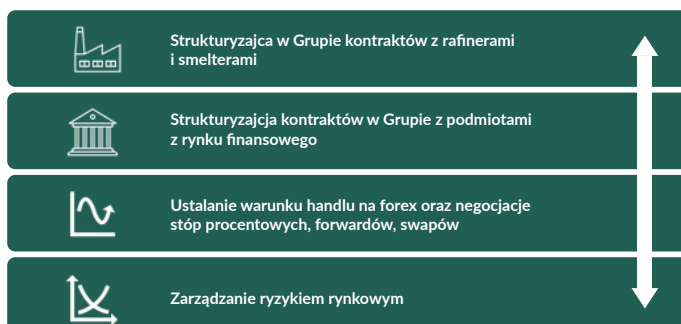 Strukturyzajca w Grupie kontraktów z rafinerami
i smelterami
Strukturyzajcja kontraktów w Grupie z podmiotami
z rynku finansowego
Ustalanie warunku handlu na forex oraz negocjacje
stóp procentowych, forwardów, swapów
Zarządzanie ryzykiem rynkowym